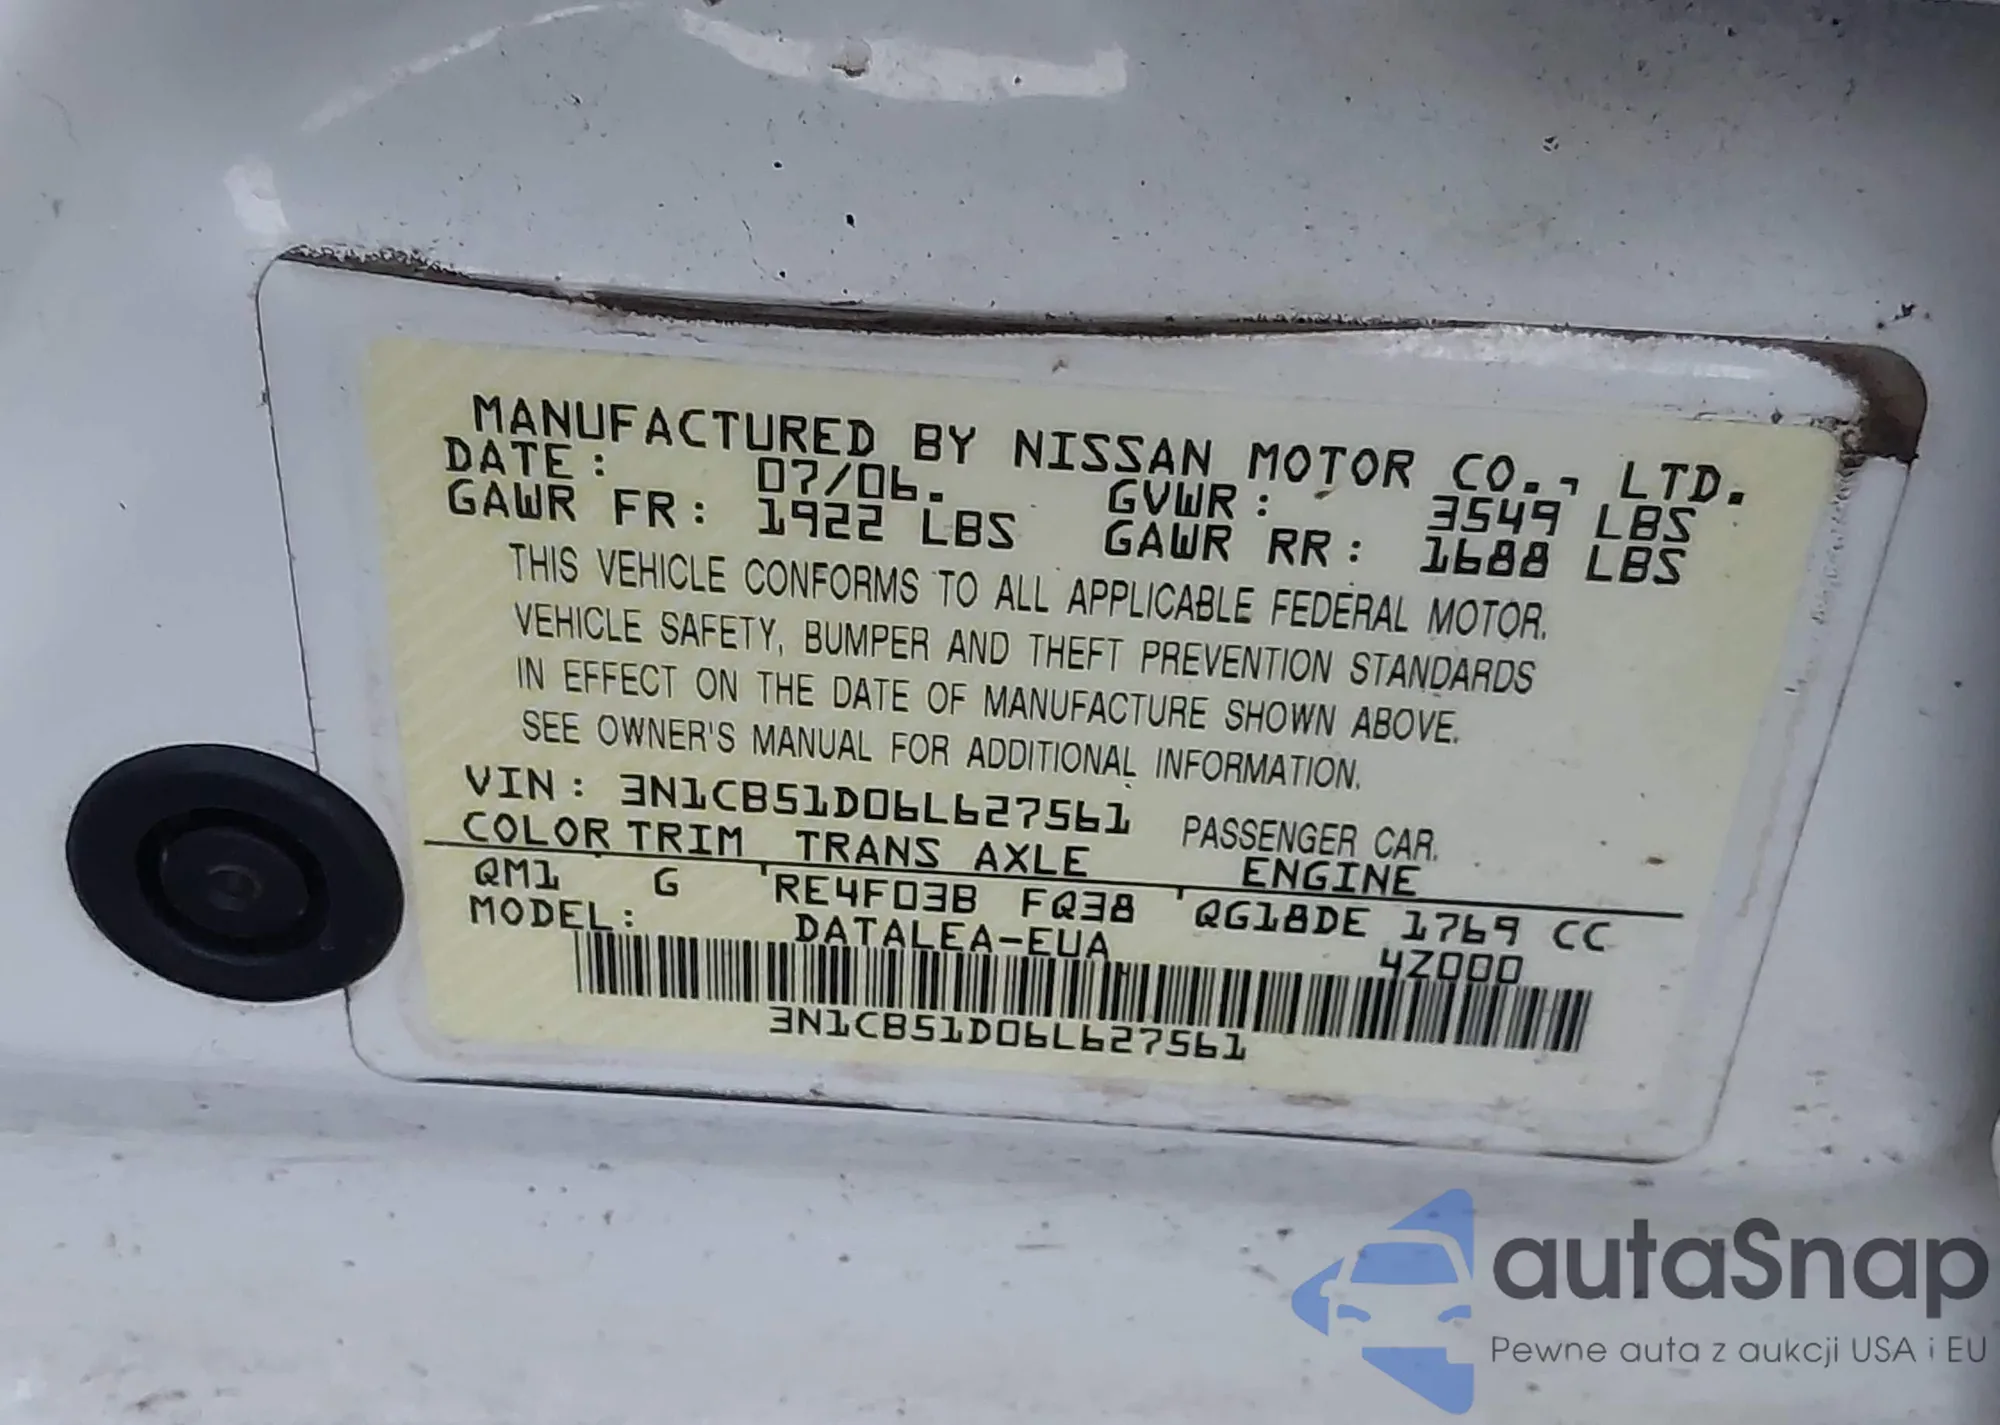 MANUFACTURED BY NISSAN MOTOR CO., LTD.
DATE: 07/06. GVWR: 3549 LBS
GAWR FR: 1922 LBS GAWR RR: 1688 LBS
THIS VEHICLE CONFORMS TO ALL APPLICABLE FEDERAL MOTOR.
VEHICLE SAFETY, BUMPER AND THEFT PREVENTION STANDARDS
IN EFFECT ON THE DATE OF MANUFACTURE SHOWN ABOVE.
SEE OWNER'S MANUAL FOR ADDITIONAL INFORMATION.
VIN: 3N1CB51D06L627561 PASSENGER CAR.
COLOR TRIM TRANS AXLE ENGINE
QM1 G RE4F03B FQ38 QG18DE 1769 CC
MODEL: DATALEA-EUA 4Z000
3N1CB51D06L627561
autaSnap
Pewne auta z aukcji USA i EU